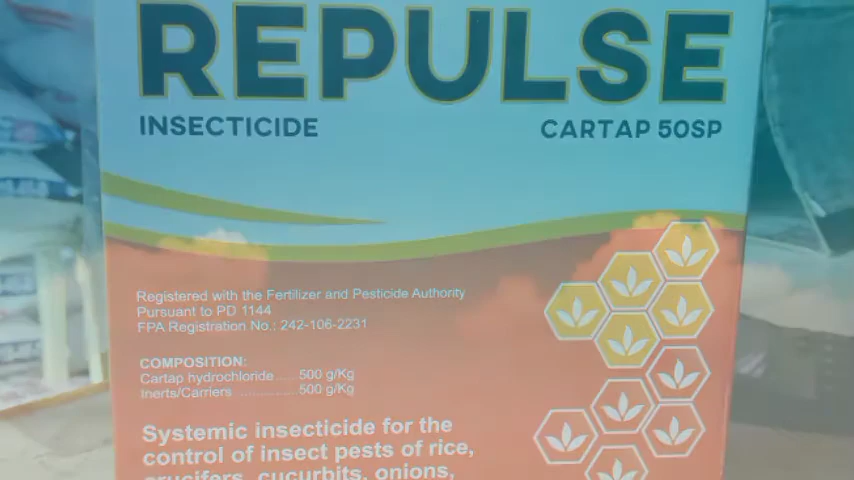 REPULSE
INSECTICIDE
CARTAP 50SP
Registered with the Fertilizer and Pesticide Authority
Pursuant to PD 1144
FPA Registration No.: 242-106-2231
COMPOSITION:
Cartap hydrochloride.....500 g/Kg
Inerts/Carriers ..............500 g/Kg
Systemic insecticide for the
control of insect pests of rice,
crucifers, cucurbits, onions,